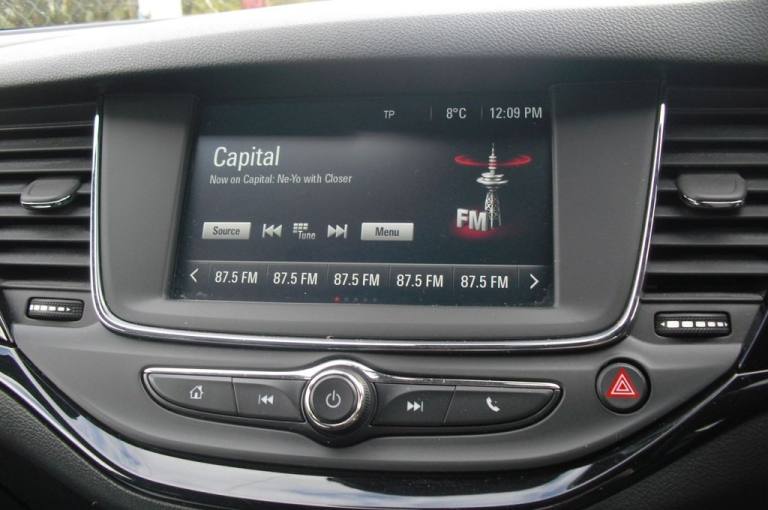 TP 8°C 12:09 PM
Capital
Now on Capital: Ne-Yo with Closer
FM
Source Tune Menu
87.5 FM 87.5 FM 87.5 FM 87.5 FM 87.5 FM